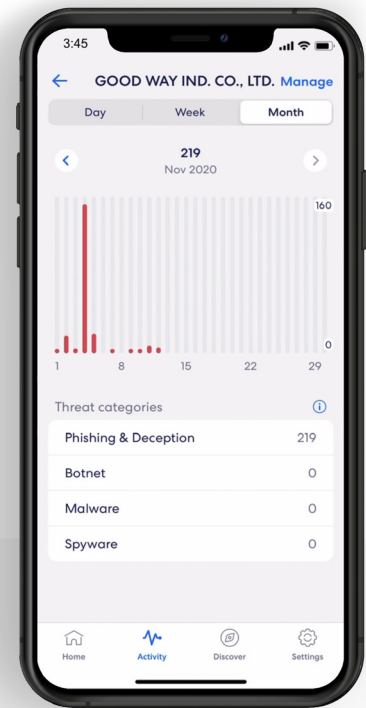 3:45
GOOD WAY IND. CO., LTD. Manage
Day Week Month
219
Nov 2020
160
0
1 8 15 22 29
Threat categories
Phishing & Deception 219
Botnet 0
Malware 0
Spyware 0
Home Activity Discover Settings